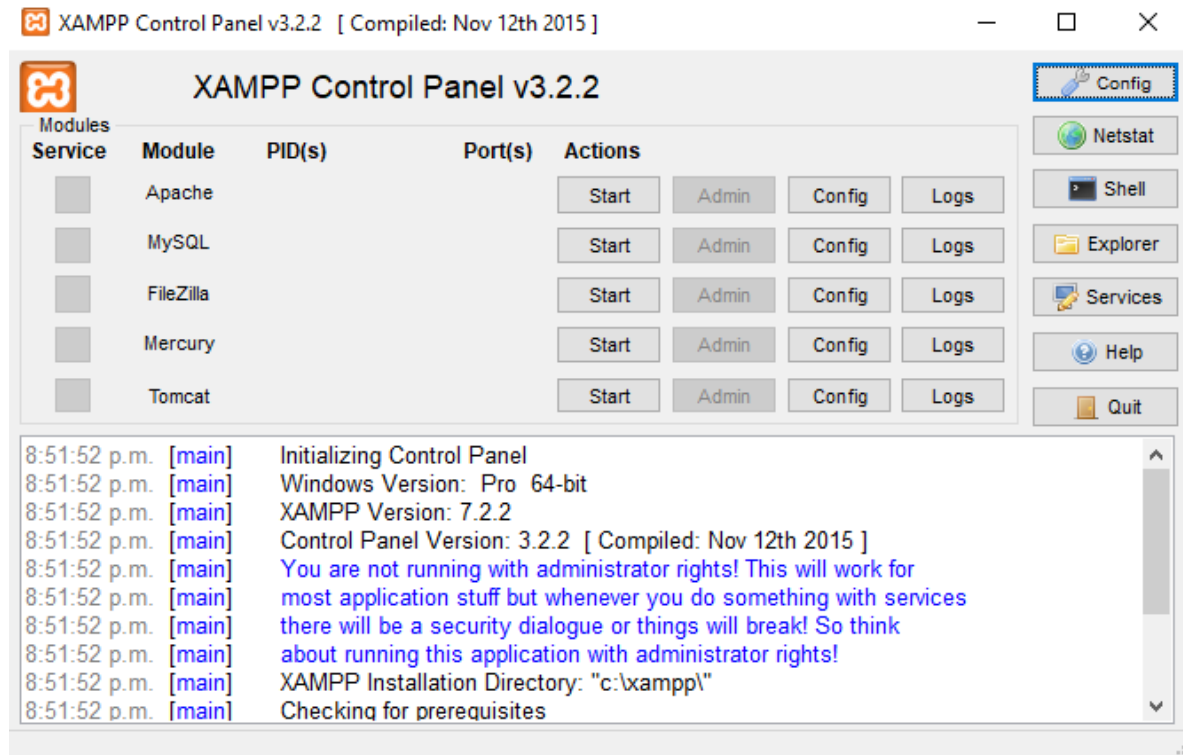 XAMPP Control Panel v3.2.2 [ Compiled: Nov 12th 2015 ]
XAMPP Control Panel v3.2.2
Config
Modules
Netstat
Service Module PID(s) Port(s) Actions
Apache Start Admin Config Logs
Shell
MySQL Start Admin Config Logs
Explorer
FileZilla Start Admin Config Logs
Services
Mercury Start Admin Config Logs
Help
Tomcat Start Admin Config Logs
Quit
8:51:52 p.m. [main] Initializing Control Panel
8:51:52 p.m. [main] Windows Version: Pro 64-bit
8:51:52 p.m. [main] XAMPP Version: 7.2.2
8:51:52 p.m. [main] Control Panel Version: 3.2.2 [ Compiled: Nov 12th 2015 ]
8:51:52 p.m. [main] You are not running with administrator rights! This will work for
8:51:52 p.m. [main] most application stuff but whenever you do something with services
8:51:52 p.m. [main] there will be a security dialogue or things will break! So think
8:51:52 p.m. [main] about running this application with administrator rights!
8:51:52 p.m. [main] XAMPP Installation Directory: "c:\xampp\"
8:51:52 p.m. [main] Checking for prerequisites